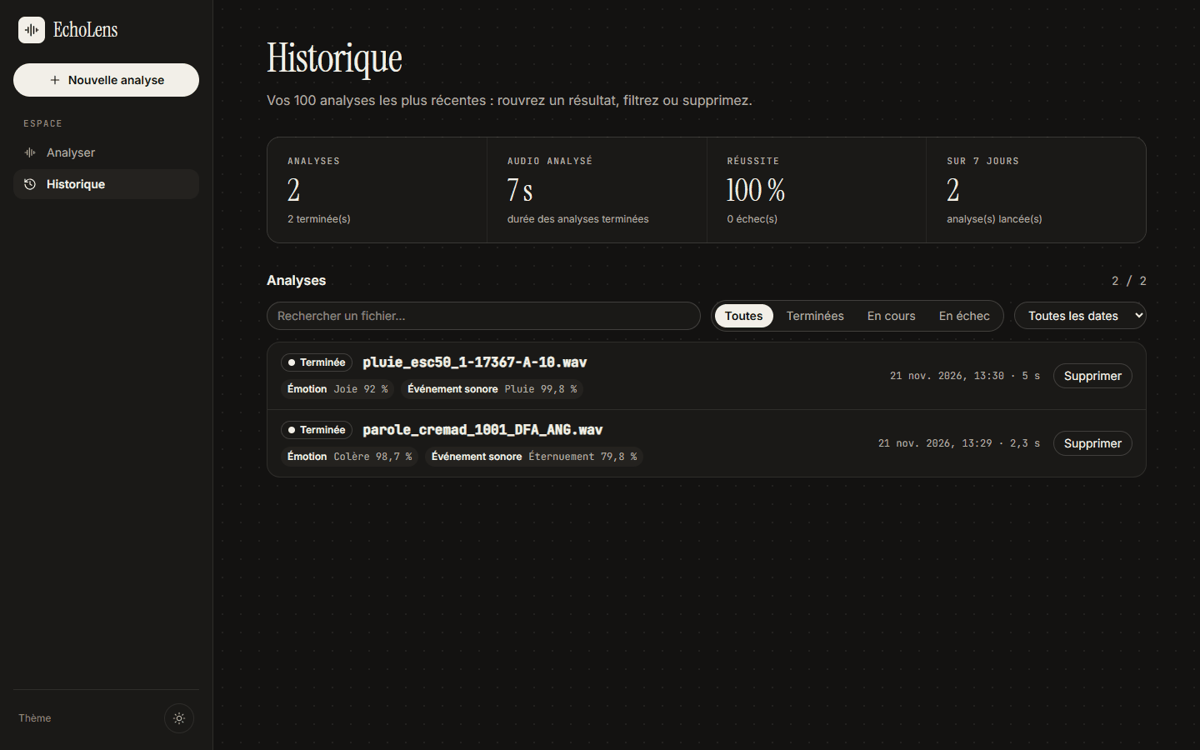 EchoLens
Nouvelle analyse
ESPACE
Analyser
Historique
Thème
Historique
Vos 100 analyses les plus récentes : rouvrez un résultat, filtrez ou supprimez.
ANALYSES
2
2 terminée(s)
AUDIO ANALYSÉ
7 s
durée des analyses terminées
RÉUSSITE
100 %
0 échec(s)
SUR 7 JOURS
2
analyse(s) lancée(s)
Analyses
2 / 2
Rechercher un fichier...
Toutes Terminées En cours En échec
Toutes les dates
Terminée pluie_esc50_1-17367-A-10.wav
Émotion Joie 92 % Événement sonore Pluie 99,8 %
21 nov. 2026, 13:30 · 5 s
Supprimer
Terminée parole_cremad_1001_DFA_ANG.wav
Émotion Colère 98,7 % Événement sonore Éternuement 79,8 %
21 nov. 2026, 13:29 · 2,3 s
Supprimer